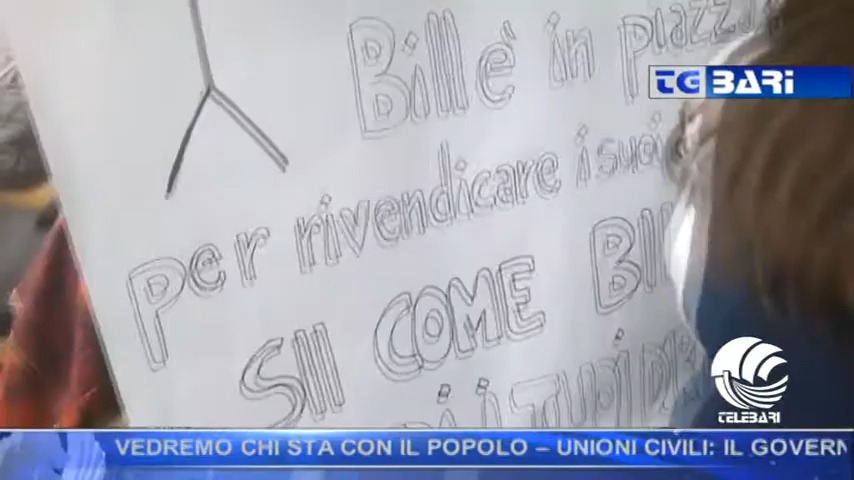 Bill è in piazza
TG BARI
per rivendicare i suoi
SII COME BILL
TELEBARI
VEDREMO CHI STA CON IL POPOLO – UNIONI CIVILI: IL GOVERN